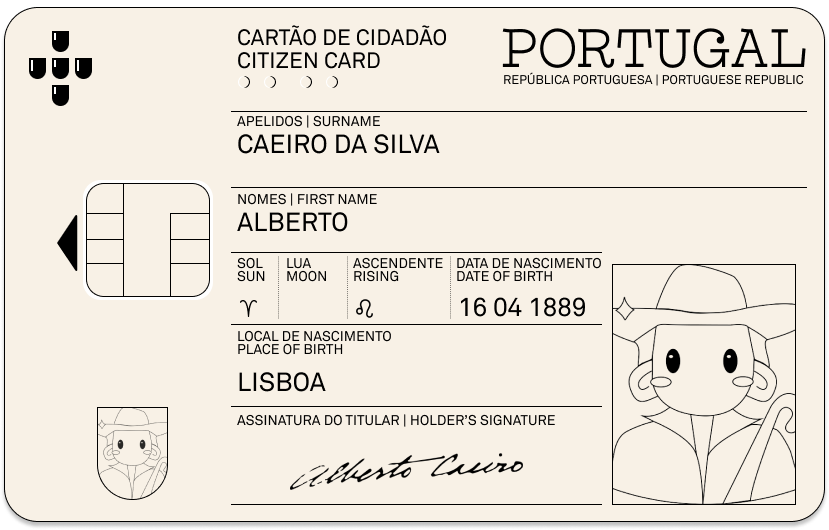 CARTÃO DE CIDADÃO
CITIZEN CARD
PORTUGAL
REPÚBLICA PORTUGUESA | PORTUGUESE REPUBLIC
APELIDOS | SURNAME
CAEIRO DA SILVA
NOMES | FIRST NAME
ALBERTO
SOL
SUN
♈
LUA
MOON
ASCENDENTE
RISING
♌
DATA DE NASCIMENTO
DATE OF BIRTH
16 04 1889
LOCAL DE NASCIMENTO
PLACE OF BIRTH
LISBOA
ASSINATURA DO TITULAR | HOLDER'S SIGNATURE
Alberto Caeiro